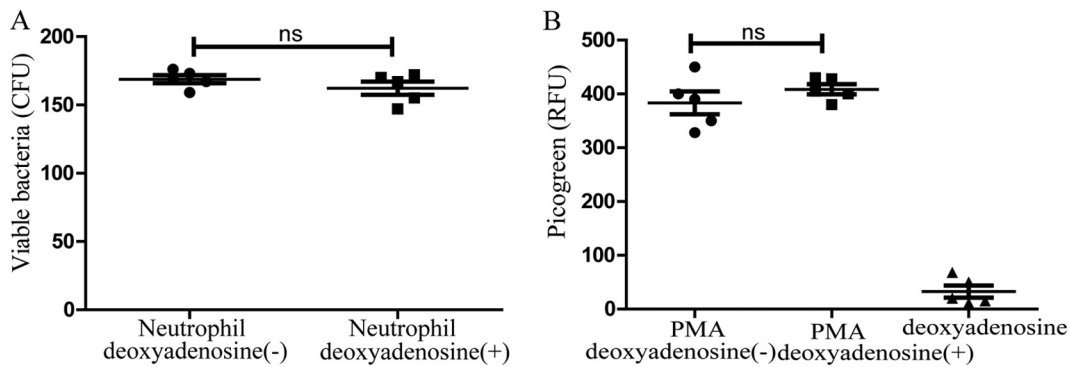 A
Viable bacteria (CFU)
200
150
100
50
0
ns
Neutrophil
deoxyadenosine(-)
Neutrophil
deoxyadenosine(+)
B
Picogreen (RFU)
500
400
300
200
100
0
ns
PMA
deoxyadenosine(-)
PMA
deoxyadenosine(+)
deoxyadenosine